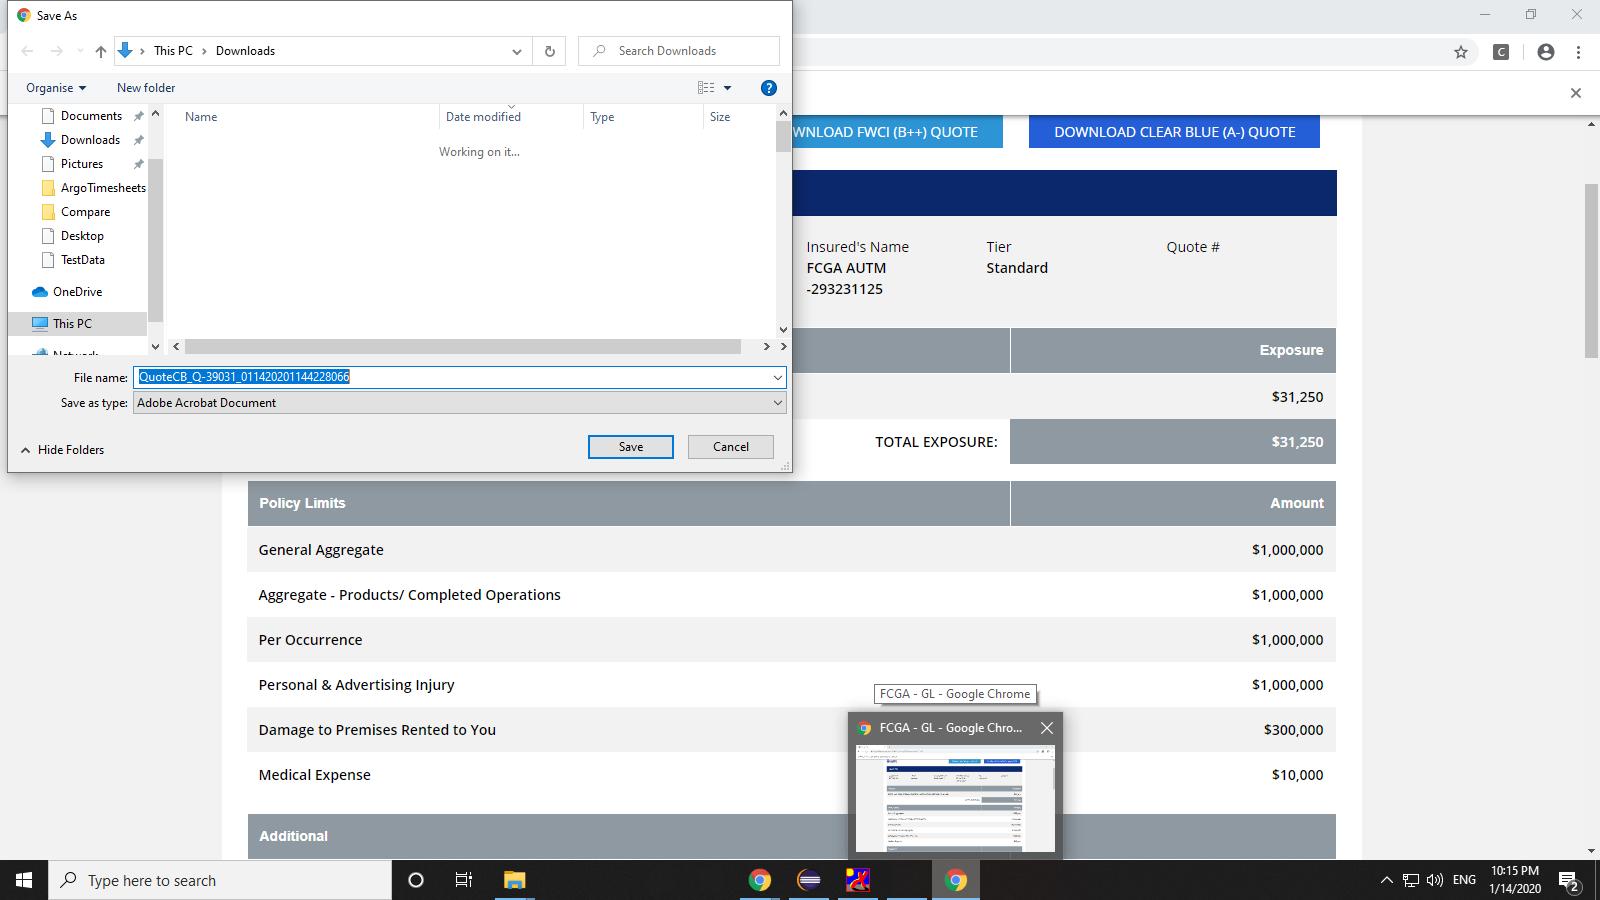 Save As
This PC > Downloads
Search Downloads
Organise
New folder
Documents
Downloads
Pictures
ArgoTimesheets
Compare
Desktop
TestData
OneDrive
This PC
Name
Date modified
Type
Size
Working on it...
File name:
QuoteCB_Q-39031_011420201144228066
Save as type:
Adobe Acrobat Document
Hide Folders
Save
Cancel
C
WNLOAD FWCI (B++) QUOTE
DOWNLOAD CLEAR BLUE (A-) QUOTE
Insured's Name
FCGA AUTM
-293231125
Tier
Standard
Quote #
Exposure
$31,250
TOTAL EXPOSURE:
$31,250
Policy Limits
Amount
General Aggregate
$1,000,000
Aggregate - Products/ Completed Operations
$1,000,000
Per Occurrence
$1,000,000
Personal & Advertising Injury
$1,000,000
Damage to Premises Rented to You
$300,000
Medical Expense
$10,000
Additional
FCGA - GL - Google Chrome
FCGA - GL - Google Chro...
Type here to search
ENG
10:15 PM
1/14/2020
2